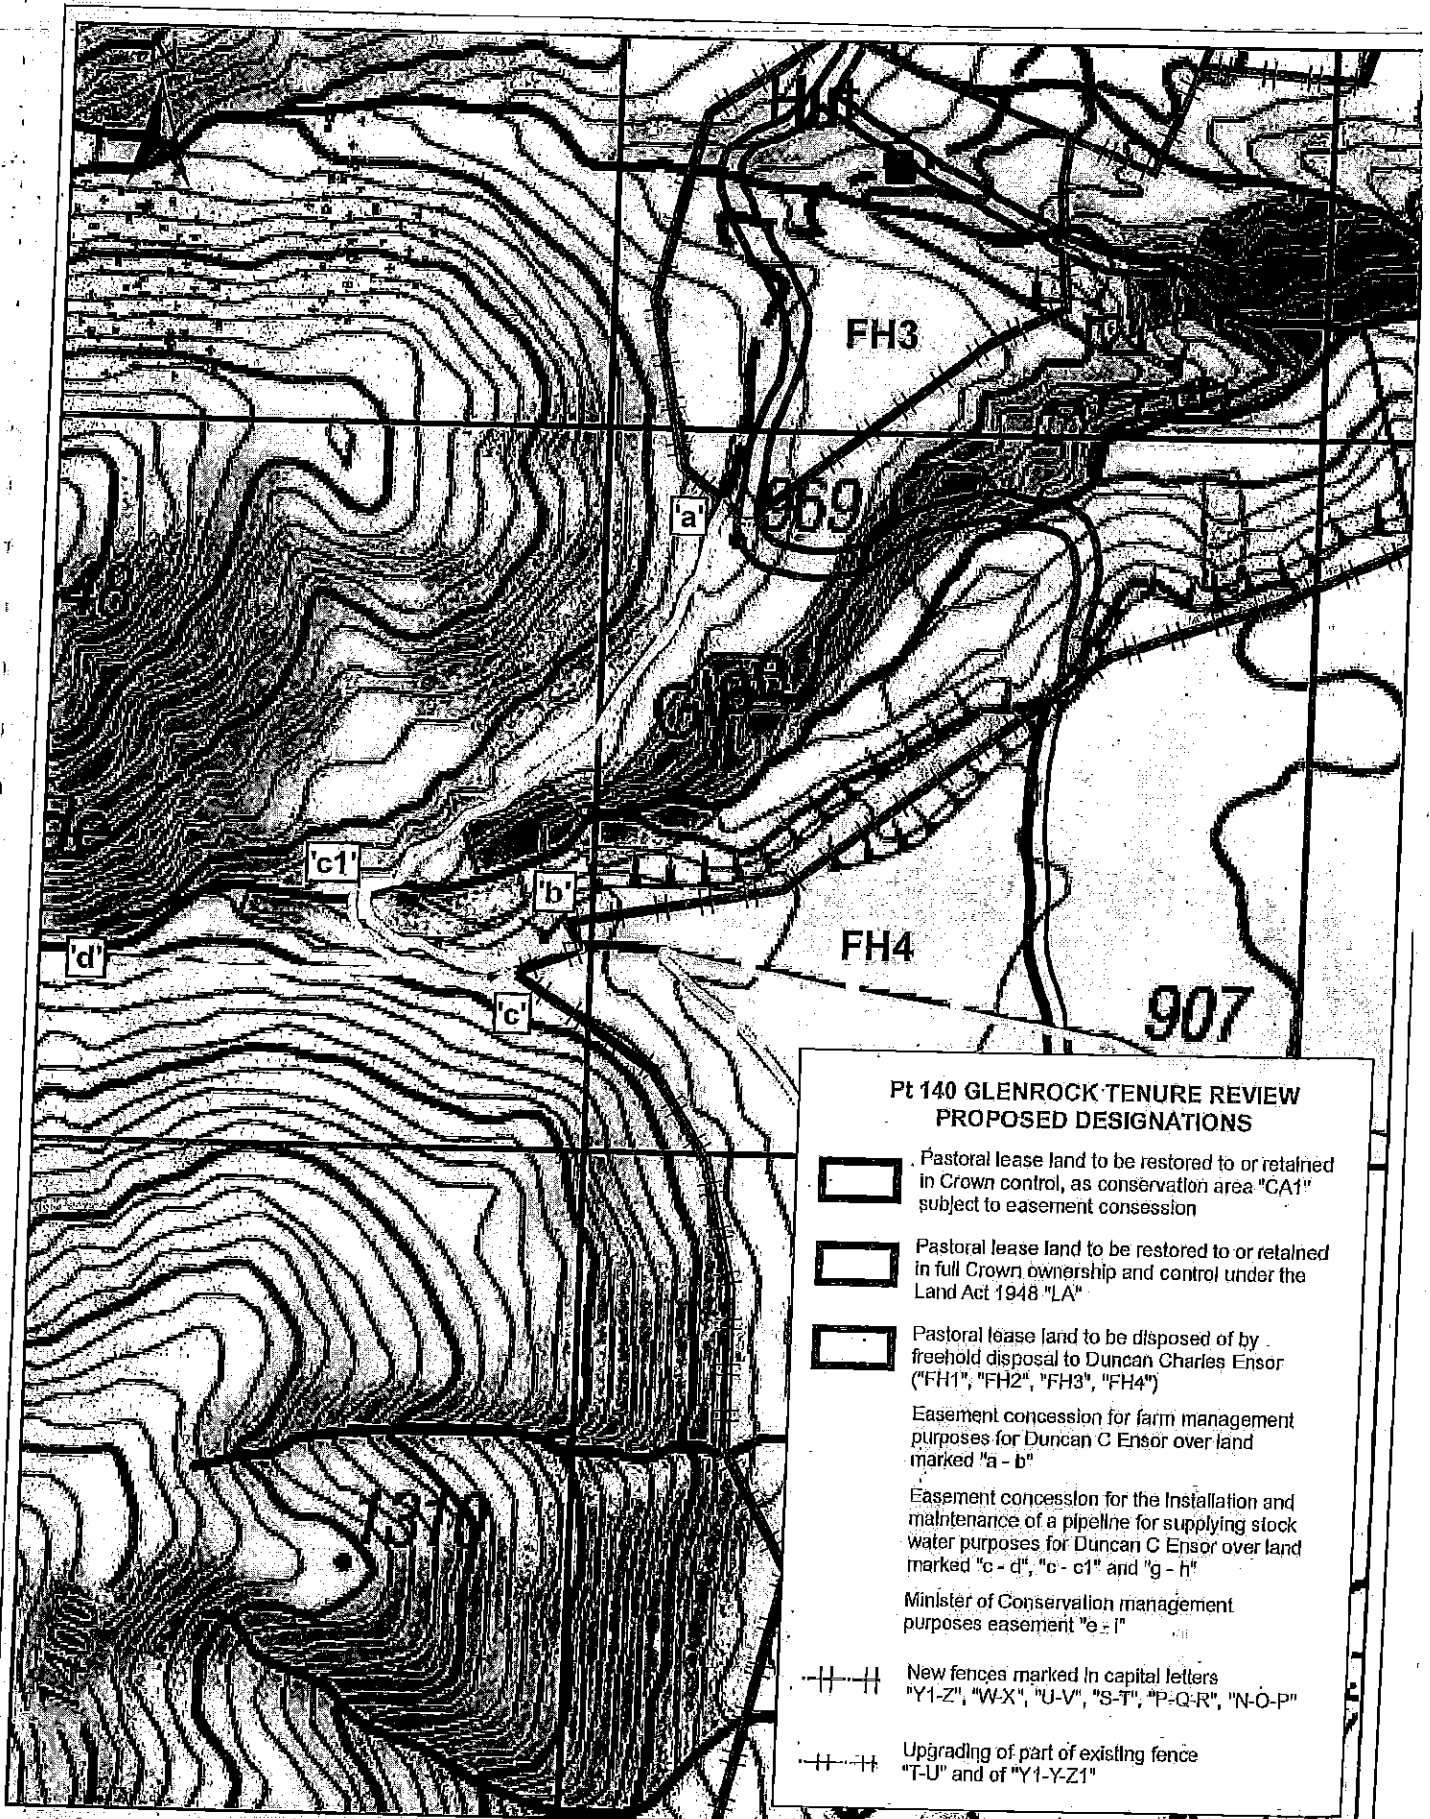 Hut
FH3
'a'
969
'c1'
'b'
'd'
FH4
'c'
907
Pt 140 GLENROCK TENURE REVIEW
PROPOSED DESIGNATIONS
Pastoral lease land to be restored to or retained
in Crown control, as conservation area "CA1"
subject to easement consession
Pastoral lease land to be restored to or retained
in full Crown ownership and control under the
Land Act 1948 "LA"
Pastoral lease land to be disposed of by
freehold disposal to Duncan Charles Ensor
("FH1", "FH2", "FH3", "FH4")
Easement concession for farm management
purposes for Duncan C Ensor over land
marked "a - b"
Easement concession for the installation and
maintenance of a pipeline for supplying stock
water purposes for Duncan C Ensor over land
marked "c - d", "c - c1" and "g - h"
Minister of Conservation management
purposes easement "e - i"
New fences marked in capital letters
"Y1-Z", "W-X", "U-V", "S-T", "P-Q-R", "N-O-P"
Upgrading of part of existing fence
"T-U" and of "Y1-Y-Z1"
1310